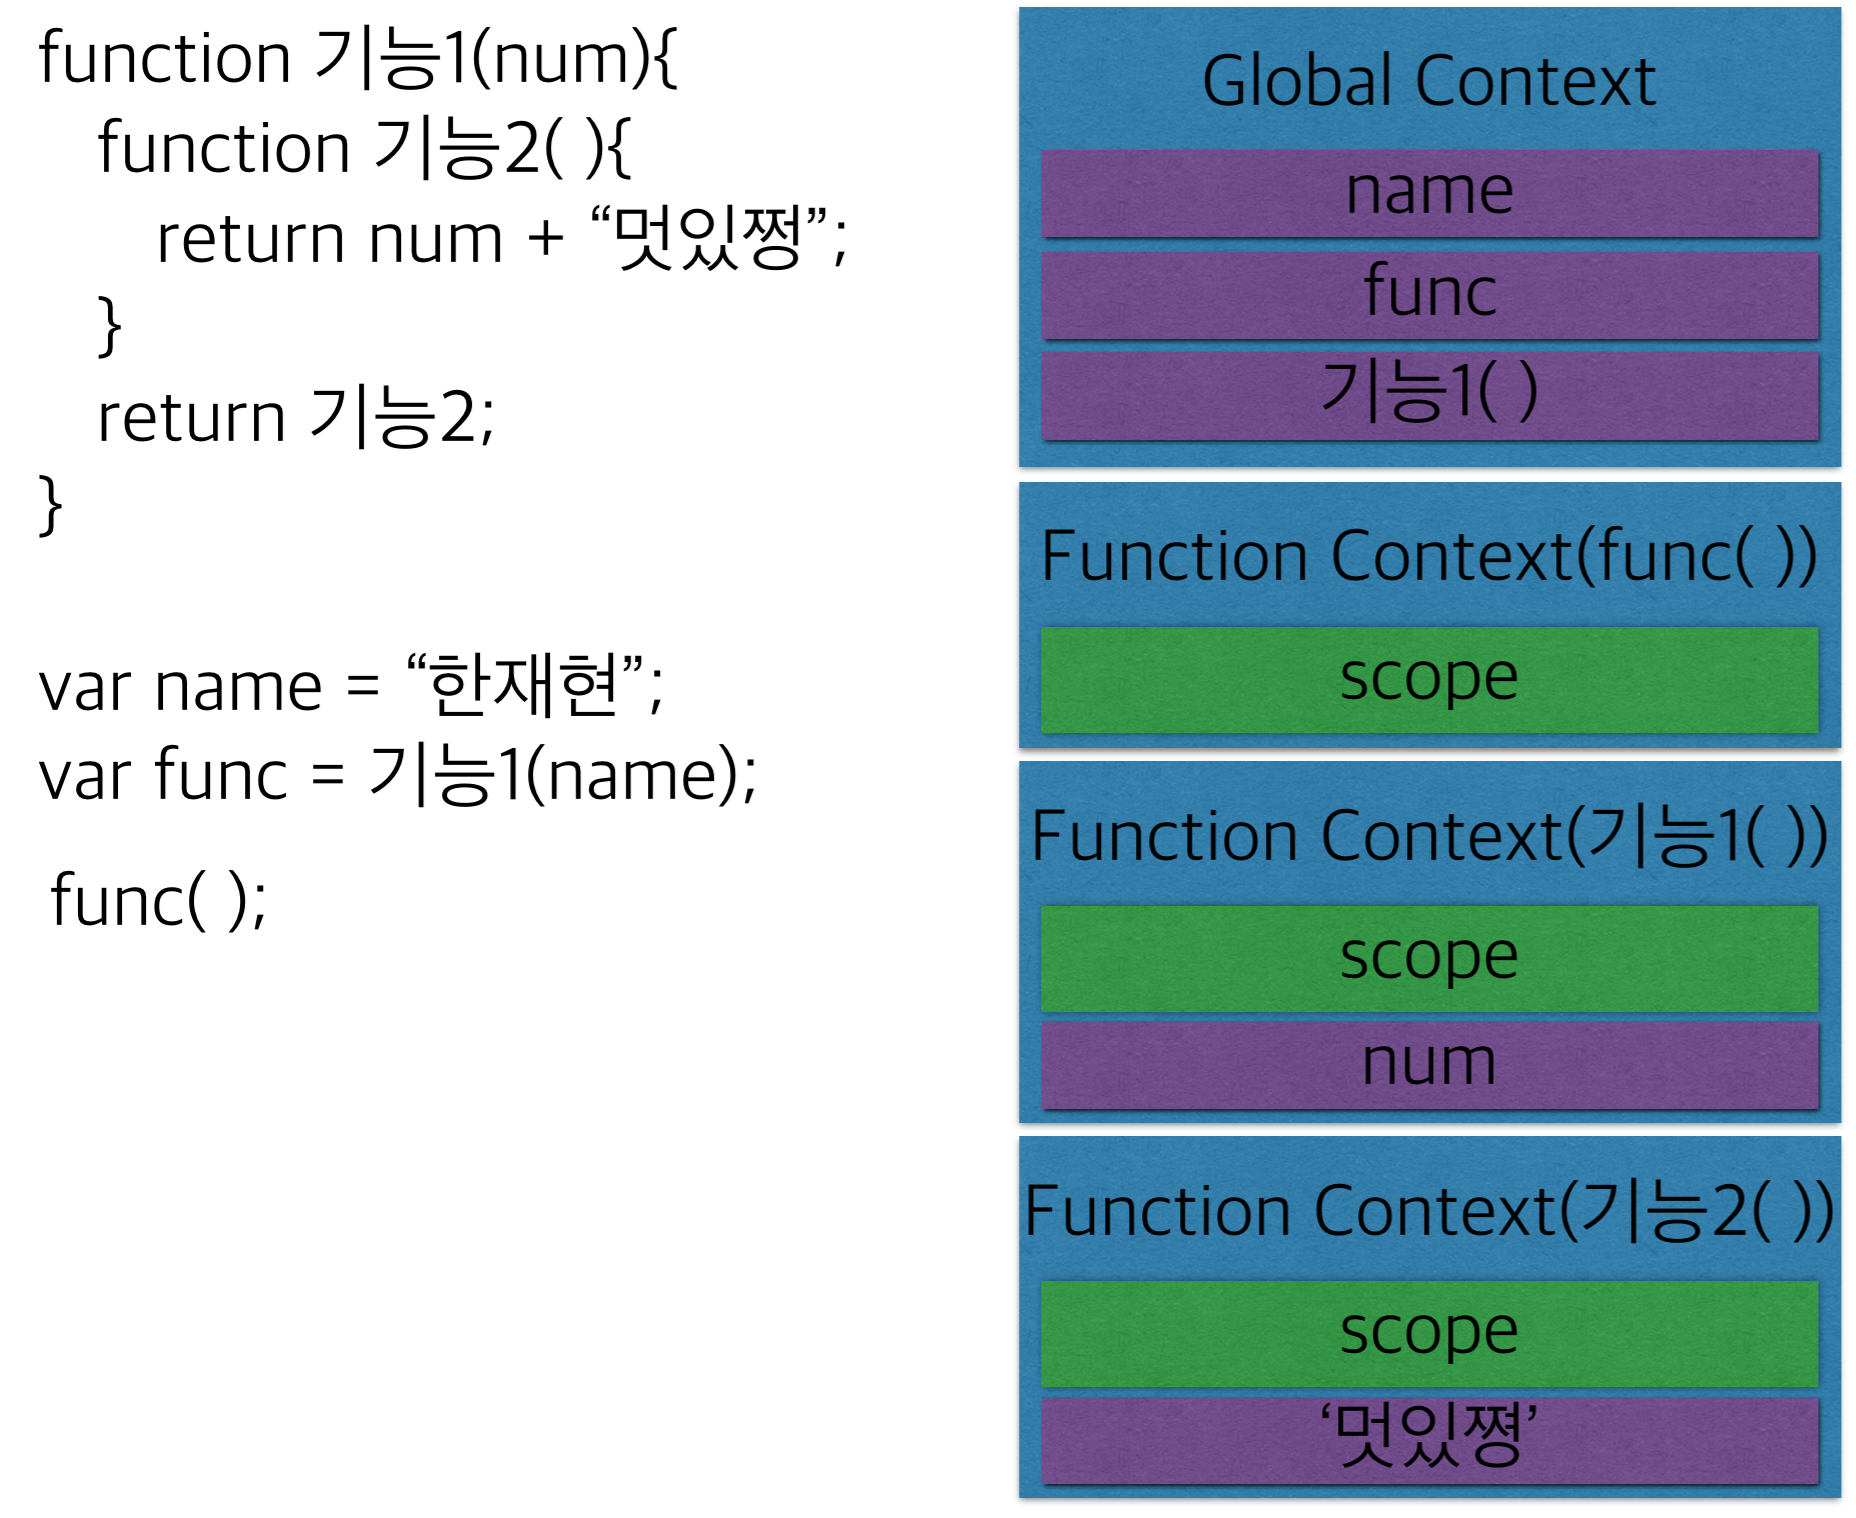 function 기능1(num){
function 기능2( ){
return num + “멋있쩡”;
}
return 기능2;
}
var name = “한재현”;
var func = 기능1(name);
func( );
Global Context
name
func
기능1( )
Function Context(func( ))
scope
Function Context(기능1( ))
scope
num
Function Context(기능2( ))
scope
‘멋있쪙’